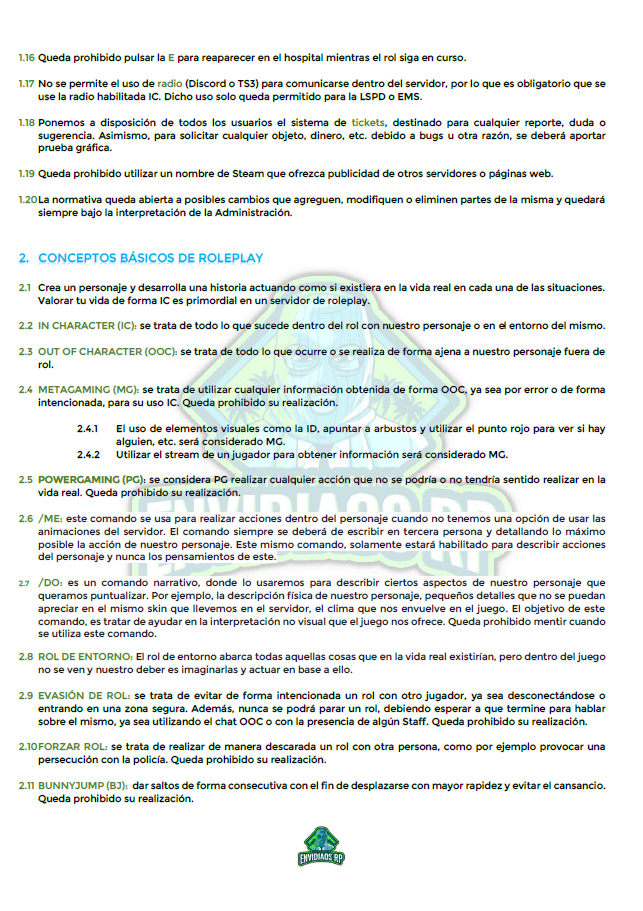 1.16 Queda prohibido pulsar la E para reaparecer en el hospital mientras el rol siga en curso.
1.17 No se permite el uso de radio (Discord o TS3) para comunicarse dentro del servidor, por lo que es obligatorio que se
use la radio habilitada IC. Dicho uso solo queda permitido para la LSPD o EMS.
1.18 Ponemos a disposición de todos los usuarios el sistema de tickets, destinado para cualquier reporte, duda o
sugerencia. Asimismo, para solicitar cualquier objeto, dinero, etc. debido a bugs u otra razón, se deberá aportar
prueba gráfica.
1.19 Queda prohibido utilizar un nombre de Steam que ofrezca publicidad de otros servidores o páginas web.
1.20La normativa queda abierta a posibles cambios que agreguen, modifiquen o eliminen partes de la misma y quedará
siempre bajo la interpretación de la Administración.
2. CONCEPTOS BÁSICOS DE ROLEPLAY
2.1 Crea un personaje y desarrolla una historia actuando como si existiera en la vida real en cada una de las situaciones.
Valorar tu vida de forma IC es primordial en un servidor de roleplay.
2.2 IN CHARACTER (IC): se trata de todo lo que sucede dentro del rol con nuestro personaje o en el entorno del mismo.
2.3 OUT OF CHARACTER (OOC): se trata de todo lo que ocurre o se realiza de forma ajena a nuestro personaje fuera de
rol.
2.4 METAGAMING (MG): se trata de utilizar cualquier información obtenida de forma OOC, ya sea por error o de forma
intencionada, para su uso IC. Queda prohibido su realización.
2.4.1 El uso de elementos visuales como la ID, apuntar a arbustos y utilizar el punto rojo para ver si hay
alguien, etc. será considerado MG.
2.4.2 Utilizar el stream de un jugador para obtener información será considerado MG.
2.5 POWERGAMING (PG): se considera PG realizar cualquier acción que no se podría o no tendría sentido realizar en la
vida real. Queda prohibido su realización.
2.6 /ME: este comando se usa para realizar acciones dentro del personaje cuando no tenemos una opción de usar las
animaciones del servidor. El comando siempre se deberá de escribir en tercera persona y detallando lo máximo
posible la acción de nuestro personaje. Este mismo comando, solamente estará habilitado para describir acciones
del personaje y nunca los pensamientos de este.
2.7 /DO: es un comando narrativo, donde lo usaremos para describir ciertos aspectos de nuestro personaje que
queramos puntualizar. Por ejemplo, la descripción física de nuestro personaje, pequeños detalles que no se puedan
apreciar en el mismo skin que llevemos en el servidor, el clima que nos envuelve en el juego. El objetivo de este
comando, es tratar de ayudar en la interpretación no visual que el juego nos ofrece. Queda prohibido mentir cuando
se utiliza este comando.
2.8 ROL DE ENTORNO: El rol de entorno abarca todas aquellas cosas que en la vida real existirían, pero dentro del juego
no se ven y nuestro deber es imaginarlas y actuar en base a ello.
2.9 EVASIÓN DE ROL: se trata de evitar de forma intencionada un rol con otro jugador, ya sea desconectándose o
entrando en una zona segura. Además, nunca se podrá parar un rol, debiendo esperar a que termine para hablar
sobre el mismo, ya sea utilizando el chat OOC o con la presencia de algún Staff. Queda prohibido su realización.
2.10FORZAR ROL: se trata de realizar de manera descarada un rol con otra persona, como por ejemplo provocar una
persecución con la policía. Queda prohibido su realización.
2.11 BUNNYJUMP (BJ): dar saltos de forma consecutiva con el fin de desplazarse con mayor rapidez y evitar el cansancio.
Queda prohibido su realización.
ENVIDIAOS RP
ENVIDIAOS RP